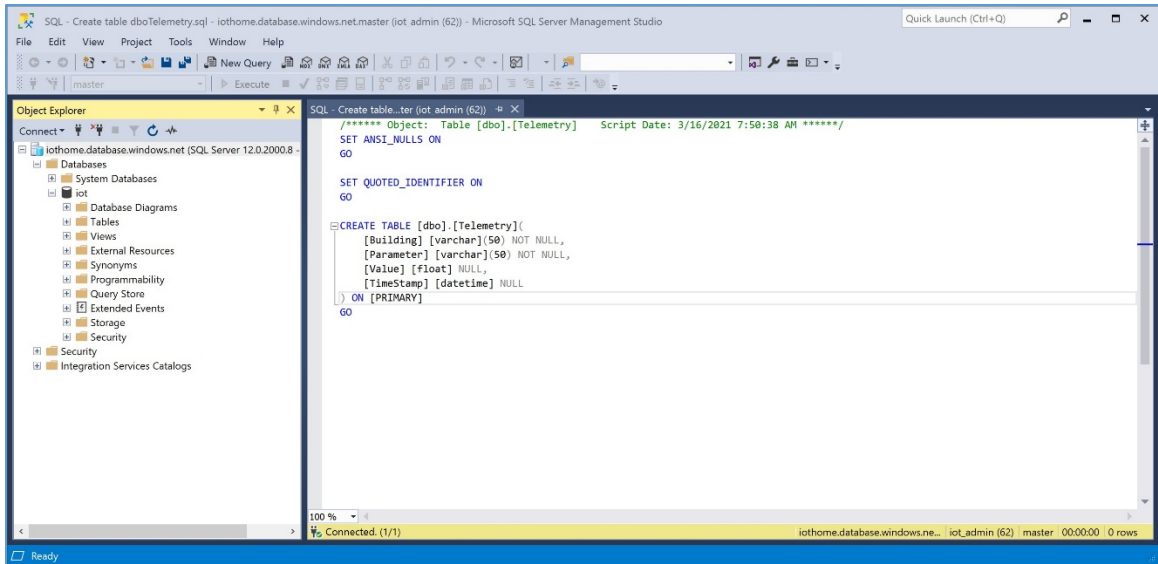 SQL - Create table dboTelemetry.sql - iothome.database.windows.net.master (iot admin (62)) - Microsoft SQL Server Management Studio
Quick Launch (Ctrl+Q)
File Edit View Project Tools Window Help
New Query
master
Execute
Object Explorer
Connect
iothome.database.windows.net (SQL Server 12.0.2000.8 -
Databases
System Databases
iot
Database Diagrams
Tables
Views
External Resources
Synonyms
Programmability
Query Store
Extended Events
Storage
Security
Security
Integration Services Catalogs
SQL - Create table...ter (iot admin (62))
/****** Object: Table [dbo].[Telemetry] Script Date: 3/16/2021 7:50:38 AM ******/
SET ANSI_NULLS ON
GO
SET QUOTED_IDENTIFIER ON
GO
CREATE TABLE [dbo].[Telemetry](
[Building] [varchar](50) NOT NULL,
[Parameter] [varchar](50) NOT NULL,
[Value] [float] NULL,
[TimeStamp] [datetime] NULL
) ON [PRIMARY]
GO
100 %
Connected. (1/1)
iothome.database.windows.ne... iot_admin (62) master 00:00:00 0 rows
Ready